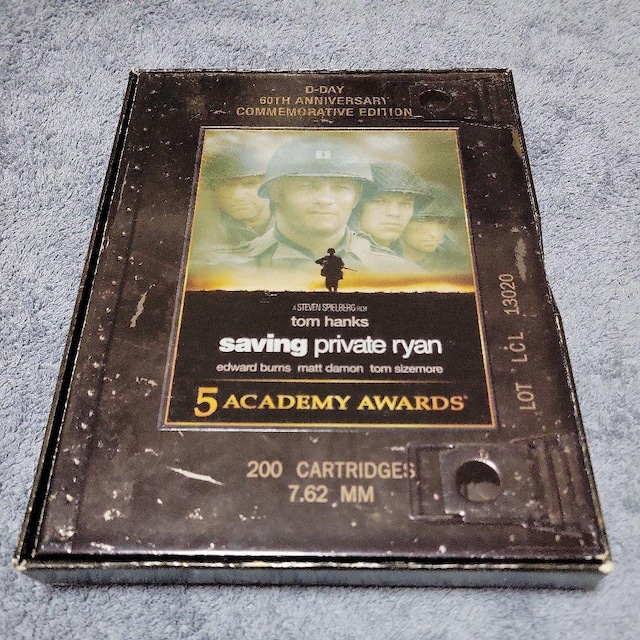 D-DAY
60TH ANNIVERSARY
COMMEMORATIVE EDITION
A STEVEN SPIELBERG FILM
tom hanks
saving private ryan
edward burns matt damon tom sizemore
5 ACADEMY AWARDS®
200 CARTRIDGES
7.62 MM
LOT LCL 13020